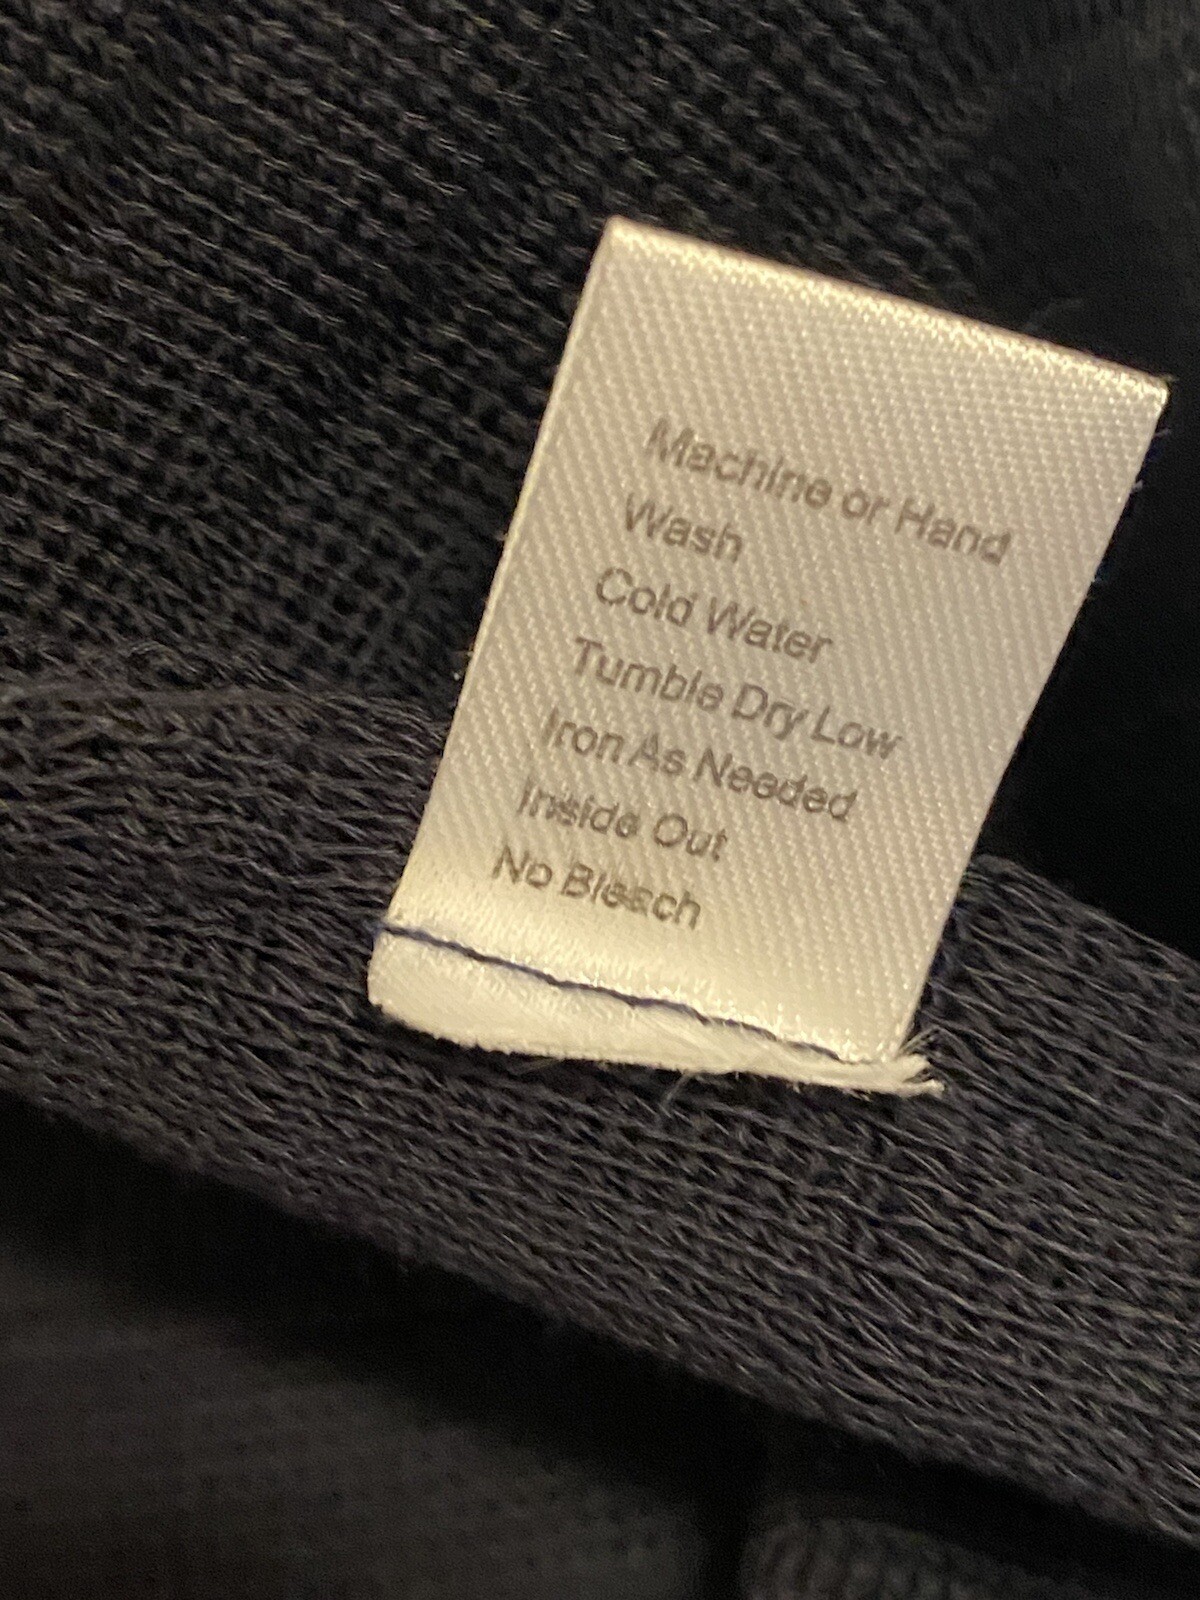 Machine or Hand
Wash
Cold Water
Tumble Dry Low
Iron As Needed
Inside Out
No Bleach